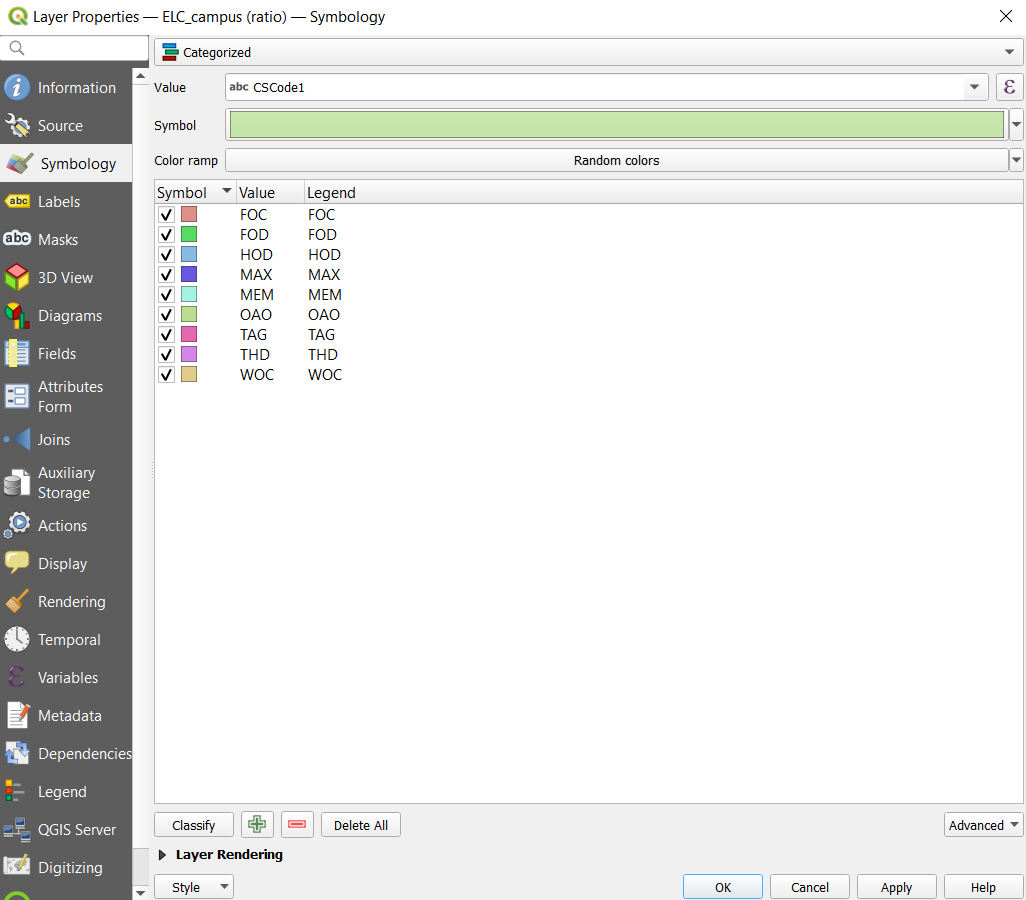 Layer Properties — ELC_campus (ratio) — Symbology
Information
Source
Symbology
abc Labels
abc Masks
3D View
Diagrams
Fields
Attributes
Form
Joins
Auxiliary
Storage
Actions
Display
Rendering
Temporal
Variables
Metadata
Dependencies
Legend
QGIS Server
Digitizing
Categorized
Value abc CSCode1 ε
Symbol
Color ramp Random colors
Symbol Value Legend
FOC FOC
FOD FOD
HOD HOD
MAX MAX
MEM MEM
OAO OAO
TAG TAG
THD THD
WOC WOC
Classify Delete All Advanced
Layer Rendering
Style OK Cancel Apply Help